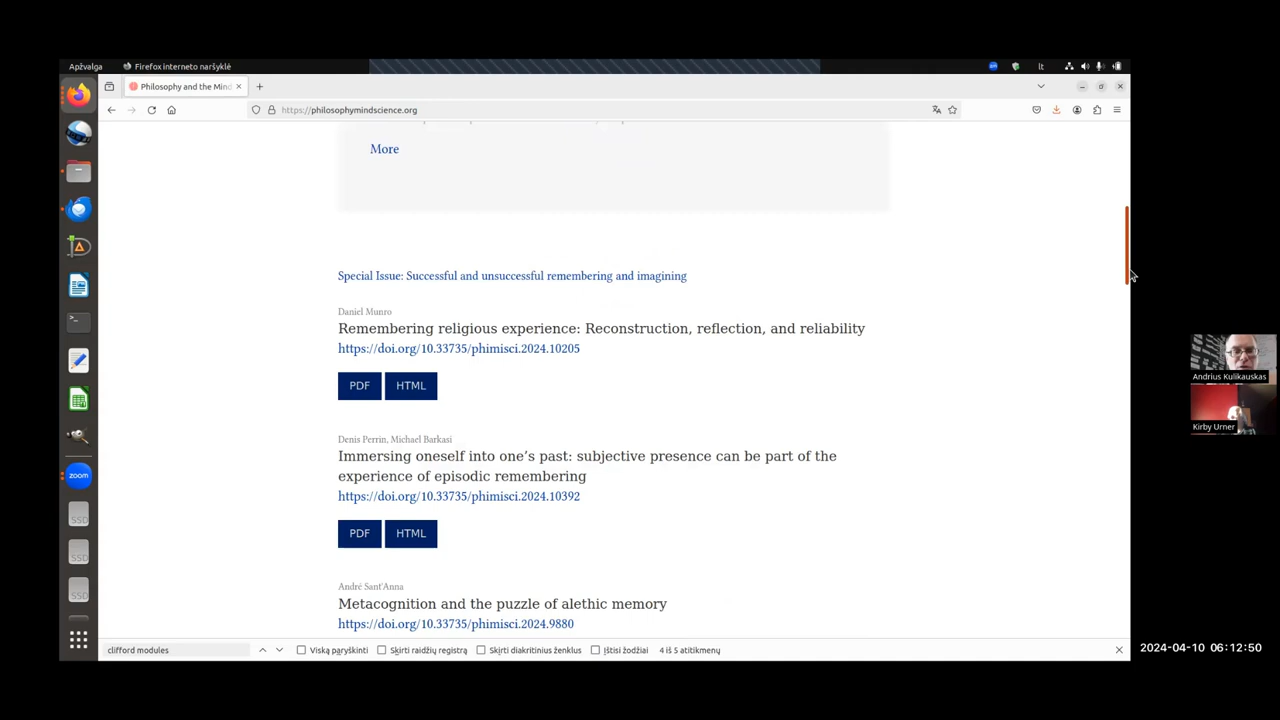 Apžvalga
Firefox interneto naršyklė
lt
Philosophy and the Mind
https://philosophymindscience.org
More
Special Issue: Successful and unsuccessful remembering and imagining
Daniel Munro
Remembering religious experience: Reconstruction, reflection, and reliability
https://doi.org/10.33735/phimisci.2024.10205
PDF HTML
Denis Perrin, Michael Barkasi
Immersing oneself into one’s past: subjective presence can be part of the
experience of episodic remembering
https://doi.org/10.33735/phimisci.2024.10392
PDF HTML
André Sant'Anna
Metacognition and the puzzle of alethic memory
https://doi.org/10.33735/phimisci.2024.9880
clifford modules
Viską paryškinti
Skirti raidžių registrą
Skirti diakritinius ženklus
Ištisi žodžiai
4 iš 5 atitikmenų
zoom
SSD
SSD
SSD
Andrius Kulikauskas
Kirby Urner
2024-04-10 06:12:50